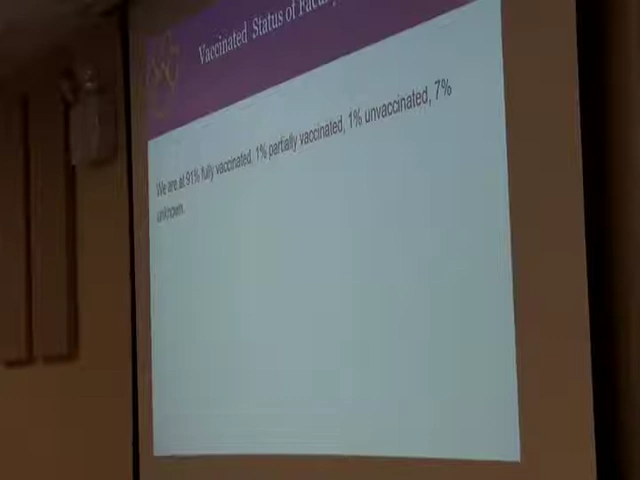 Vaccinated Status of
We are at 91% fully vaccinated, 1% partially vaccinated, 1% unvaccinated, 7%
unknown.